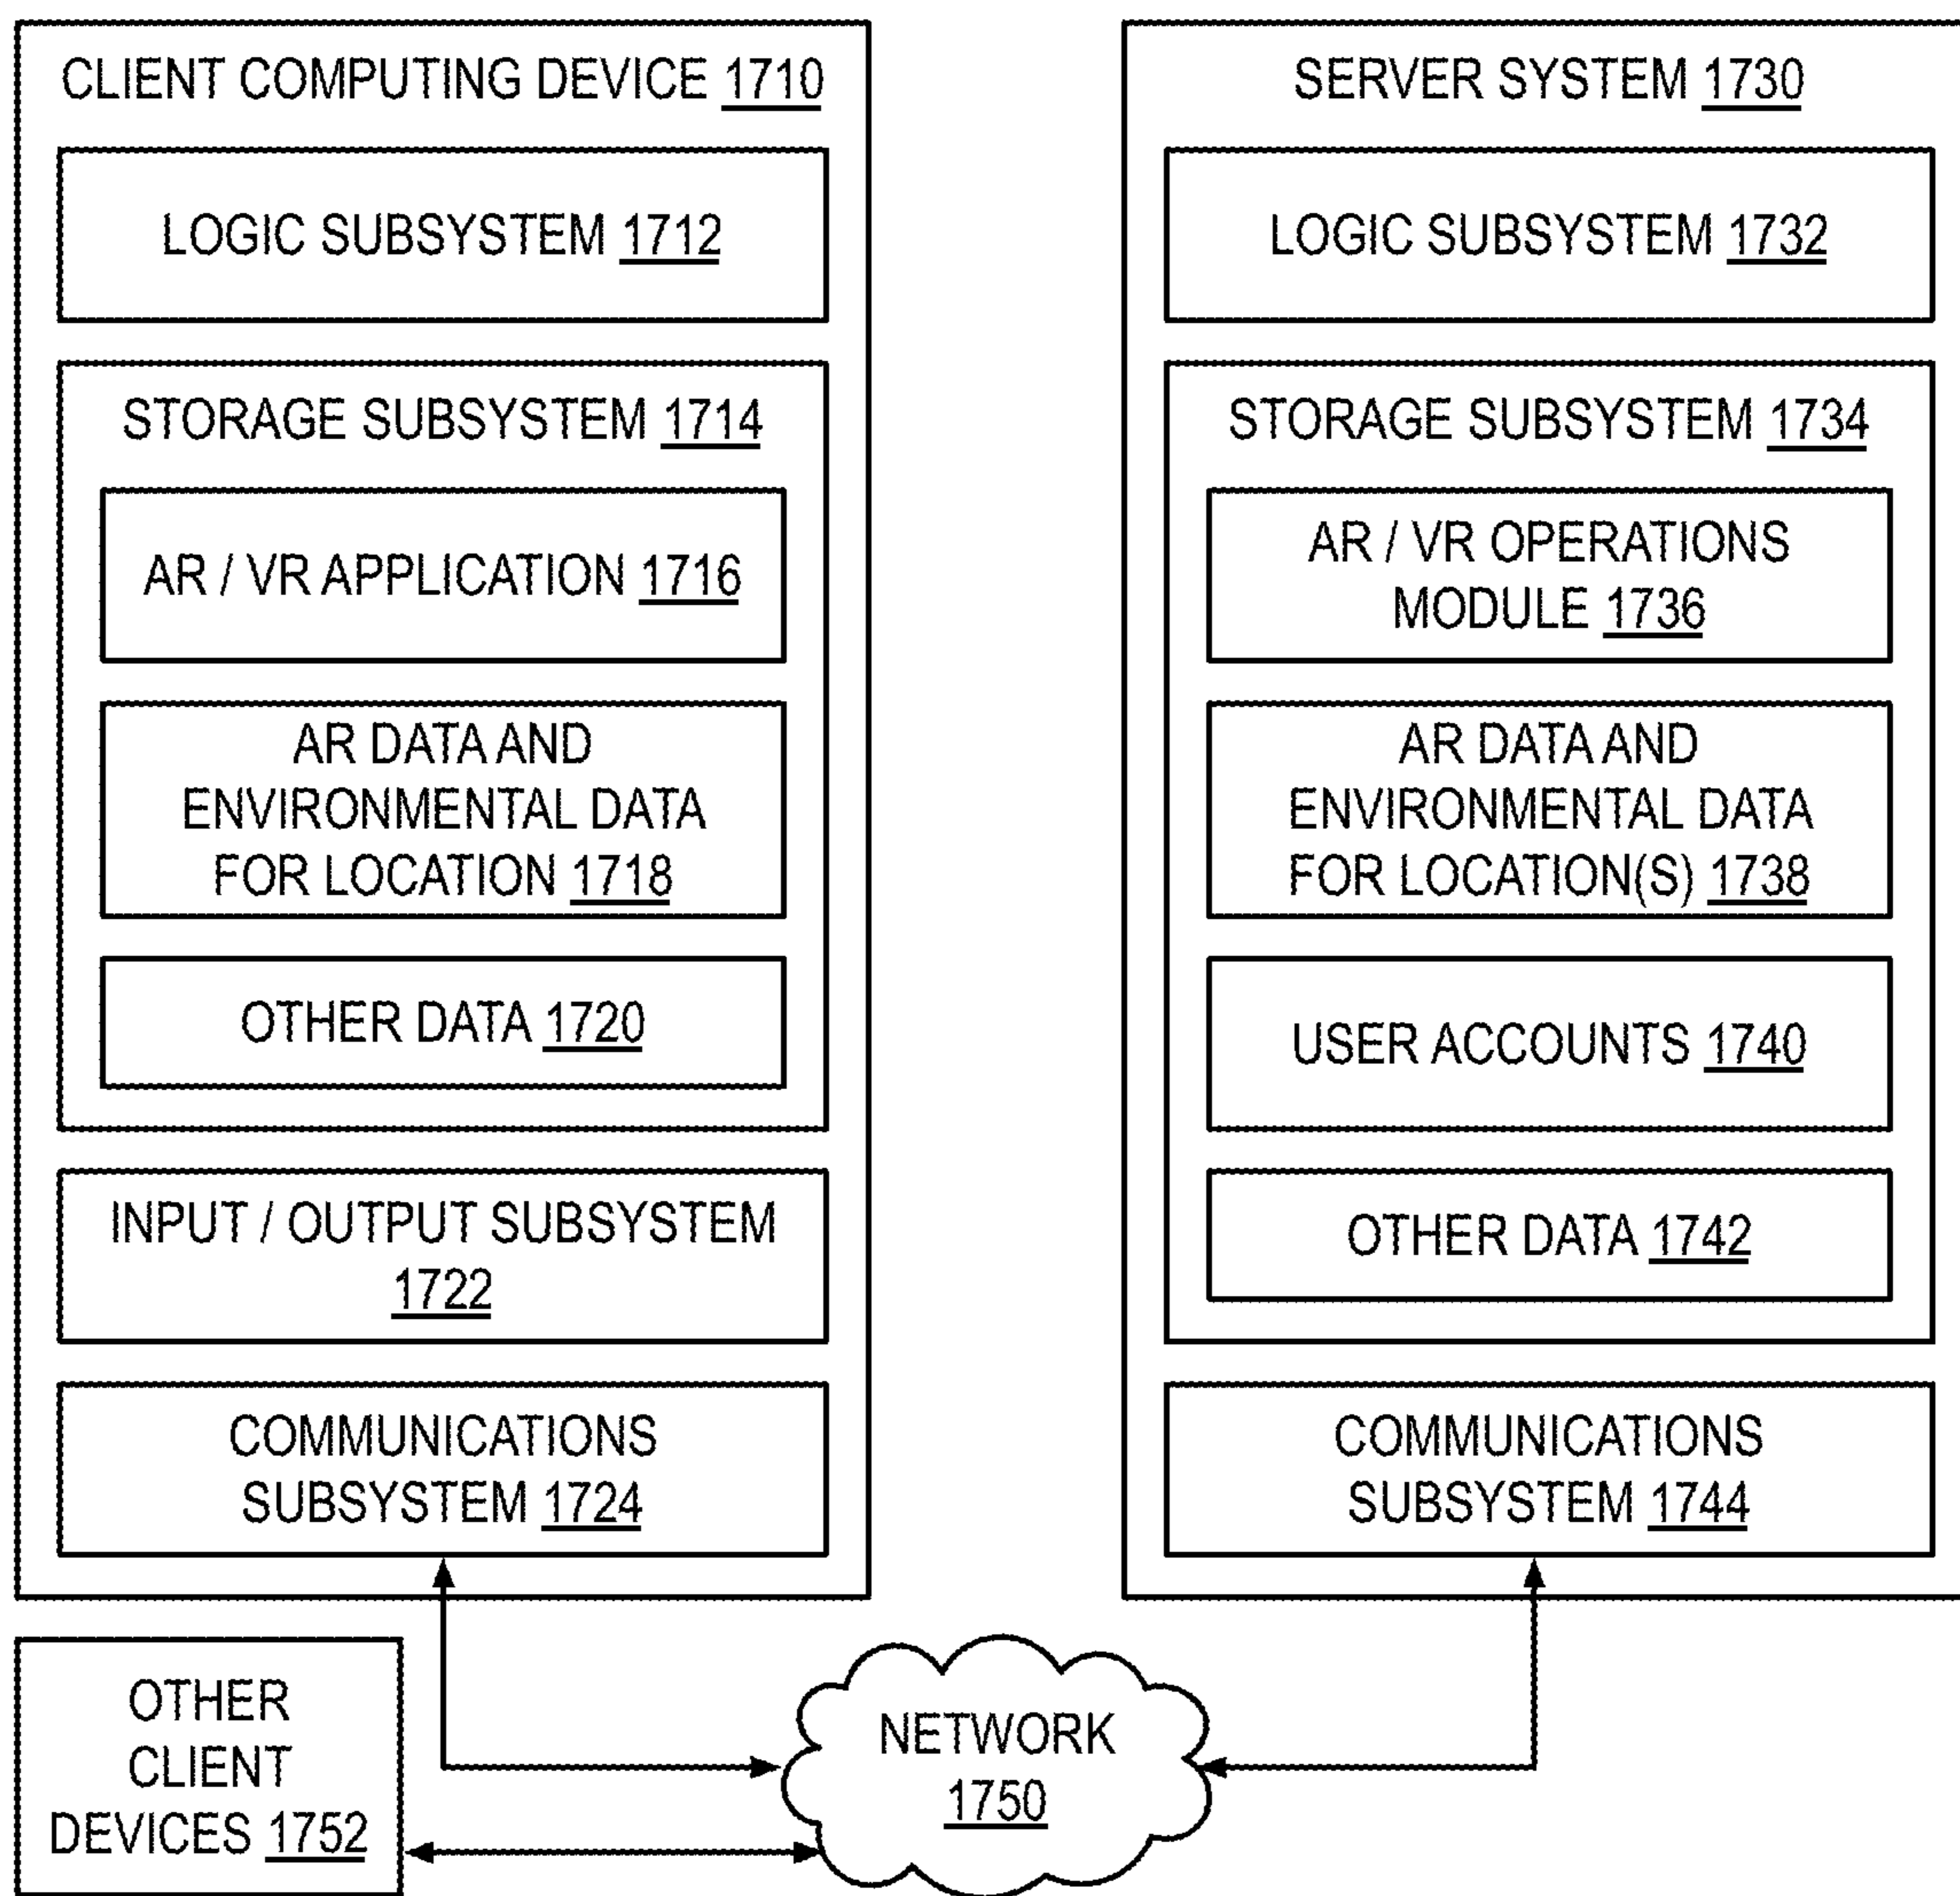 CLIENT COMPUTING DEVICE 1710
LOGIC SUBSYSTEM 1712
STORAGE SUBSYSTEM 1714
AR / VR APPLICATION 1716
AR DATA AND
ENVIRONMENTAL DATA
FOR LOCATION 1718
OTHER DATA 1720
INPUT / OUTPUT SUBSYSTEM
1722
COMMUNICATIONS
SUBSYSTEM 1724
SERVER SYSTEM 1730
LOGIC SUBSYSTEM 1732
STORAGE SUBSYSTEM 1734
AR / VR OPERATIONS
MODULE 1736
AR DATA AND
ENVIRONMENTAL DATA
FOR LOCATION(S) 1738
USER ACCOUNTS 1740
OTHER DATA 1742
COMMUNICATIONS
SUBSYSTEM 1744
OTHER
CLIENT
DEVICES 1752
NETWORK
1750